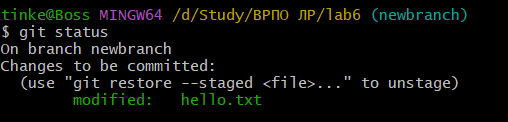 tinke@Boss MINGW64 /d/Study/ВРПО ЛР/lab6 (newbranch)
$ git status
On branch newbranch
Changes to be committed:
  (use "git restore --staged <file>..." to unstage)
        modified:   hello.txt